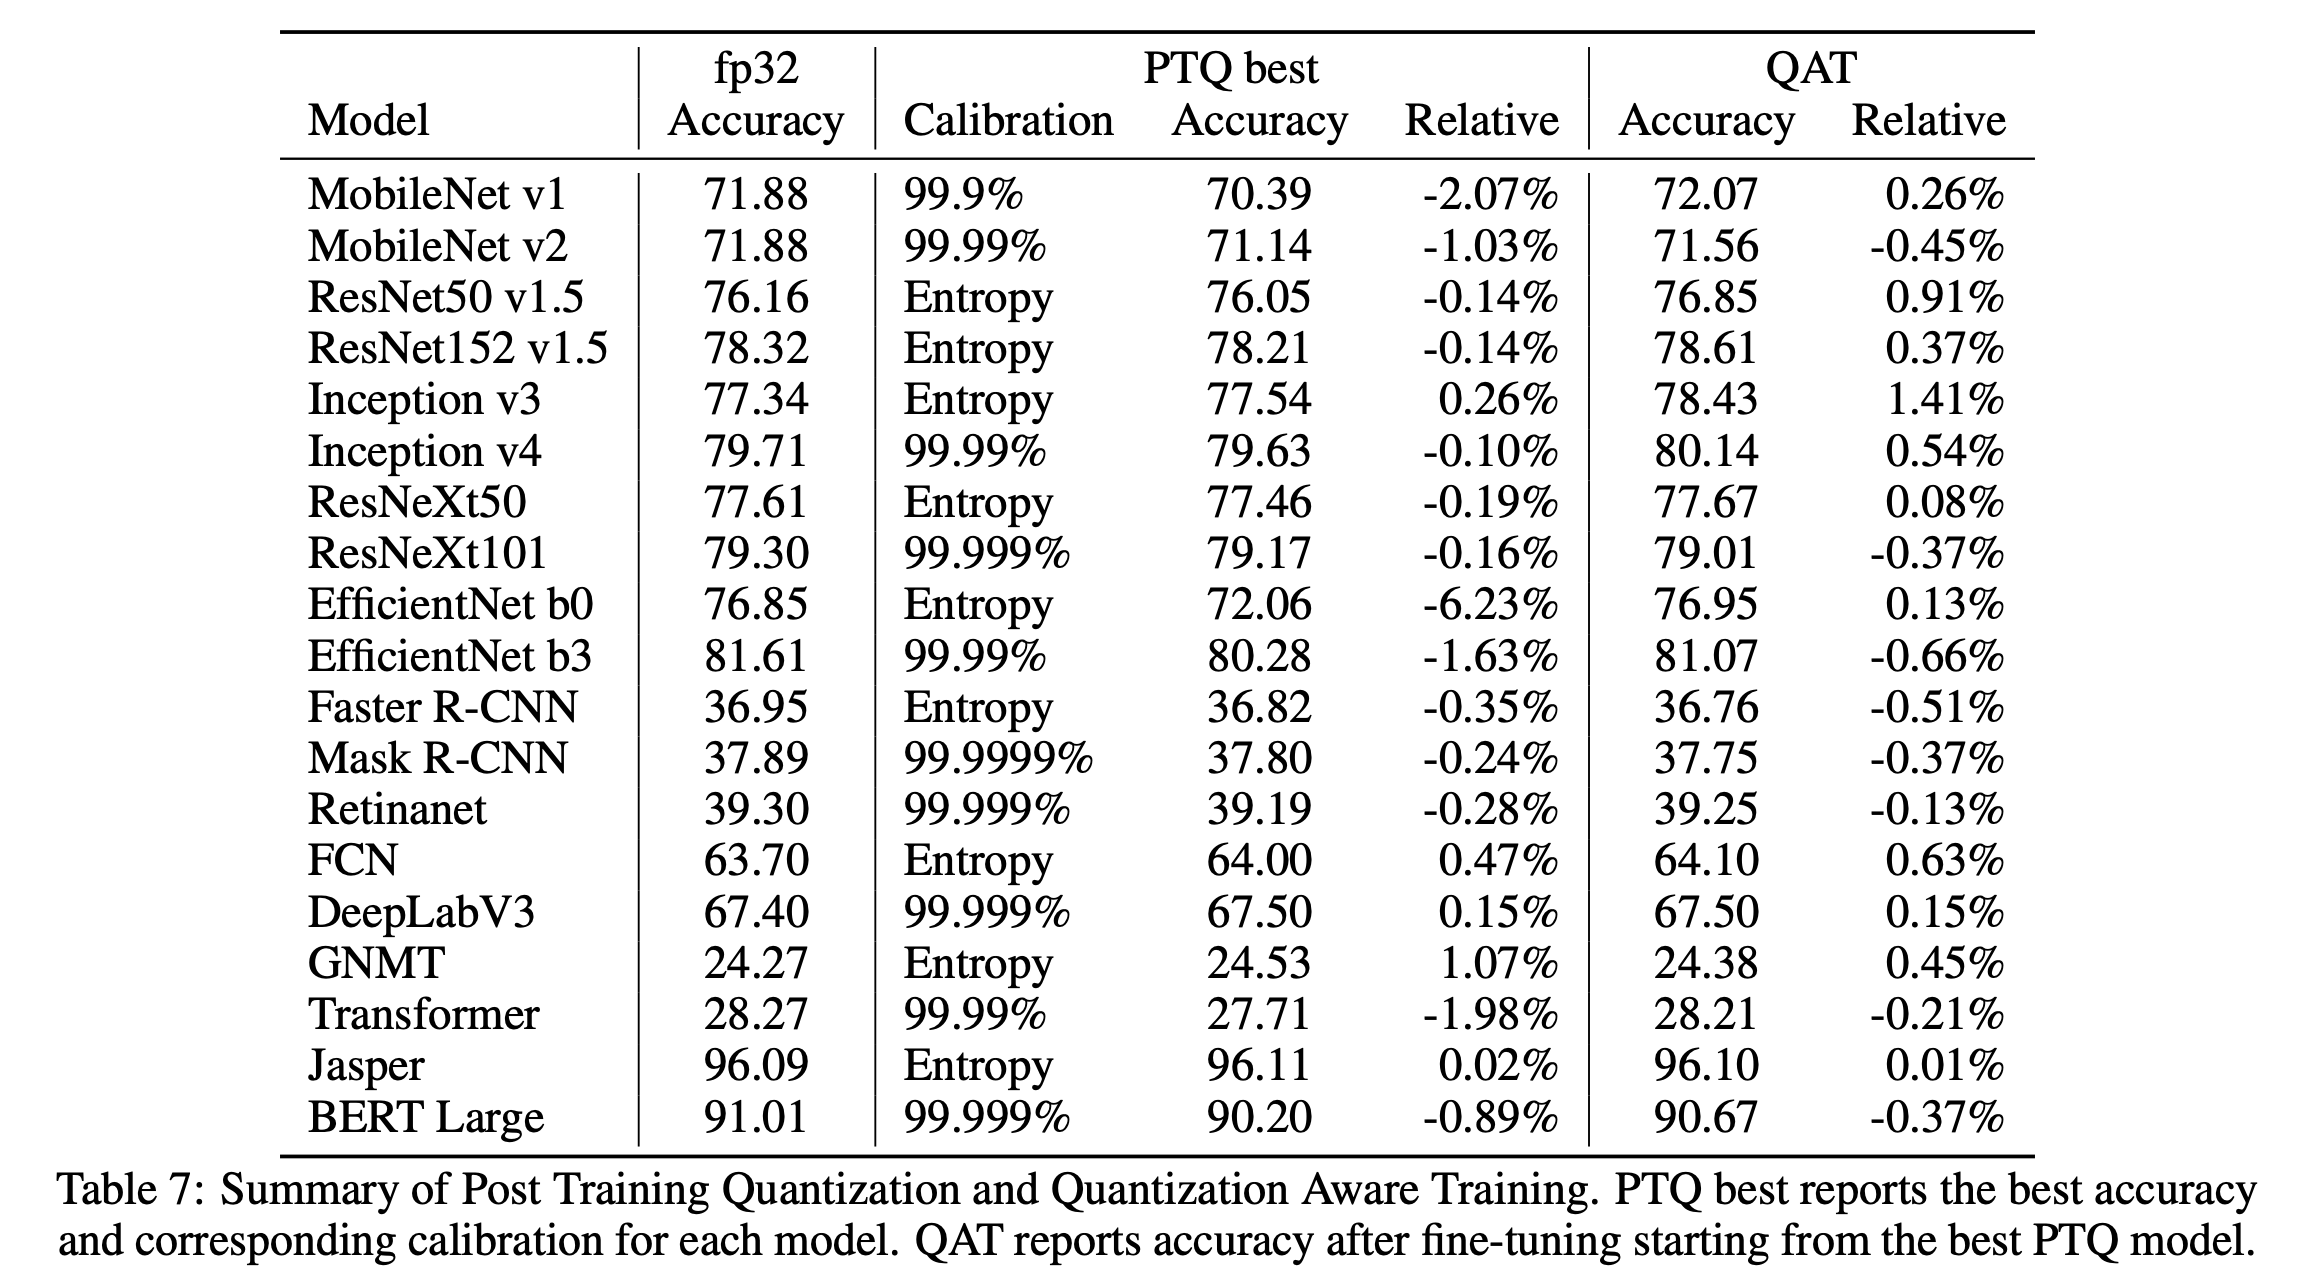 fp32 PTQ best QAT
Model Accuracy Calibration Accuracy Relative Accuracy Relative
MobileNet v1 71.88 99.9% 70.39 -2.07% 72.07 0.26%
MobileNet v2 71.88 99.99% 71.14 -1.03% 71.56 -0.45%
ResNet50 v1.5 76.16 Entropy 76.05 -0.14% 76.85 0.91%
ResNet152 v1.5 78.32 Entropy 78.21 -0.14% 78.61 0.37%
Inception v3 77.34 Entropy 77.54 0.26% 78.43 1.41%
Inception v4 79.71 99.99% 79.63 -0.10% 80.14 0.54%
ResNeXt50 77.61 Entropy 77.46 -0.19% 77.67 0.08%
ResNeXt101 79.30 99.999% 79.17 -0.16% 79.01 -0.37%
EfficientNet b0 76.85 Entropy 72.06 -6.23% 76.95 0.13%
EfficientNet b3 81.61 99.99% 80.28 -1.63% 81.07 -0.66%
Faster R-CNN 36.95 Entropy 36.82 -0.35% 36.76 -0.51%
Mask R-CNN 37.89 99.9999% 37.80 -0.24% 37.75 -0.37%
Retinanet 39.30 99.999% 39.19 -0.28% 39.25 -0.13%
FCN 63.70 Entropy 64.00 0.47% 64.10 0.63%
DeepLabV3 67.40 99.999% 67.50 0.15% 67.50 0.15%
GNMT 24.27 Entropy 24.53 1.07% 24.38 0.45%
Transformer 28.27 99.99% 27.71 -1.98% 28.21 -0.21%
Jasper 96.09 Entropy 96.11 0.02% 96.10 0.01%
BERT Large 91.01 99.999% 90.20 -0.89% 90.67 -0.37%
Table 7: Summary of Post Training Quantization and Quantization Aware Training. PTQ best reports the best accuracy
and corresponding calibration for each model. QAT reports accuracy after fine-tuning starting from the best PTQ model.